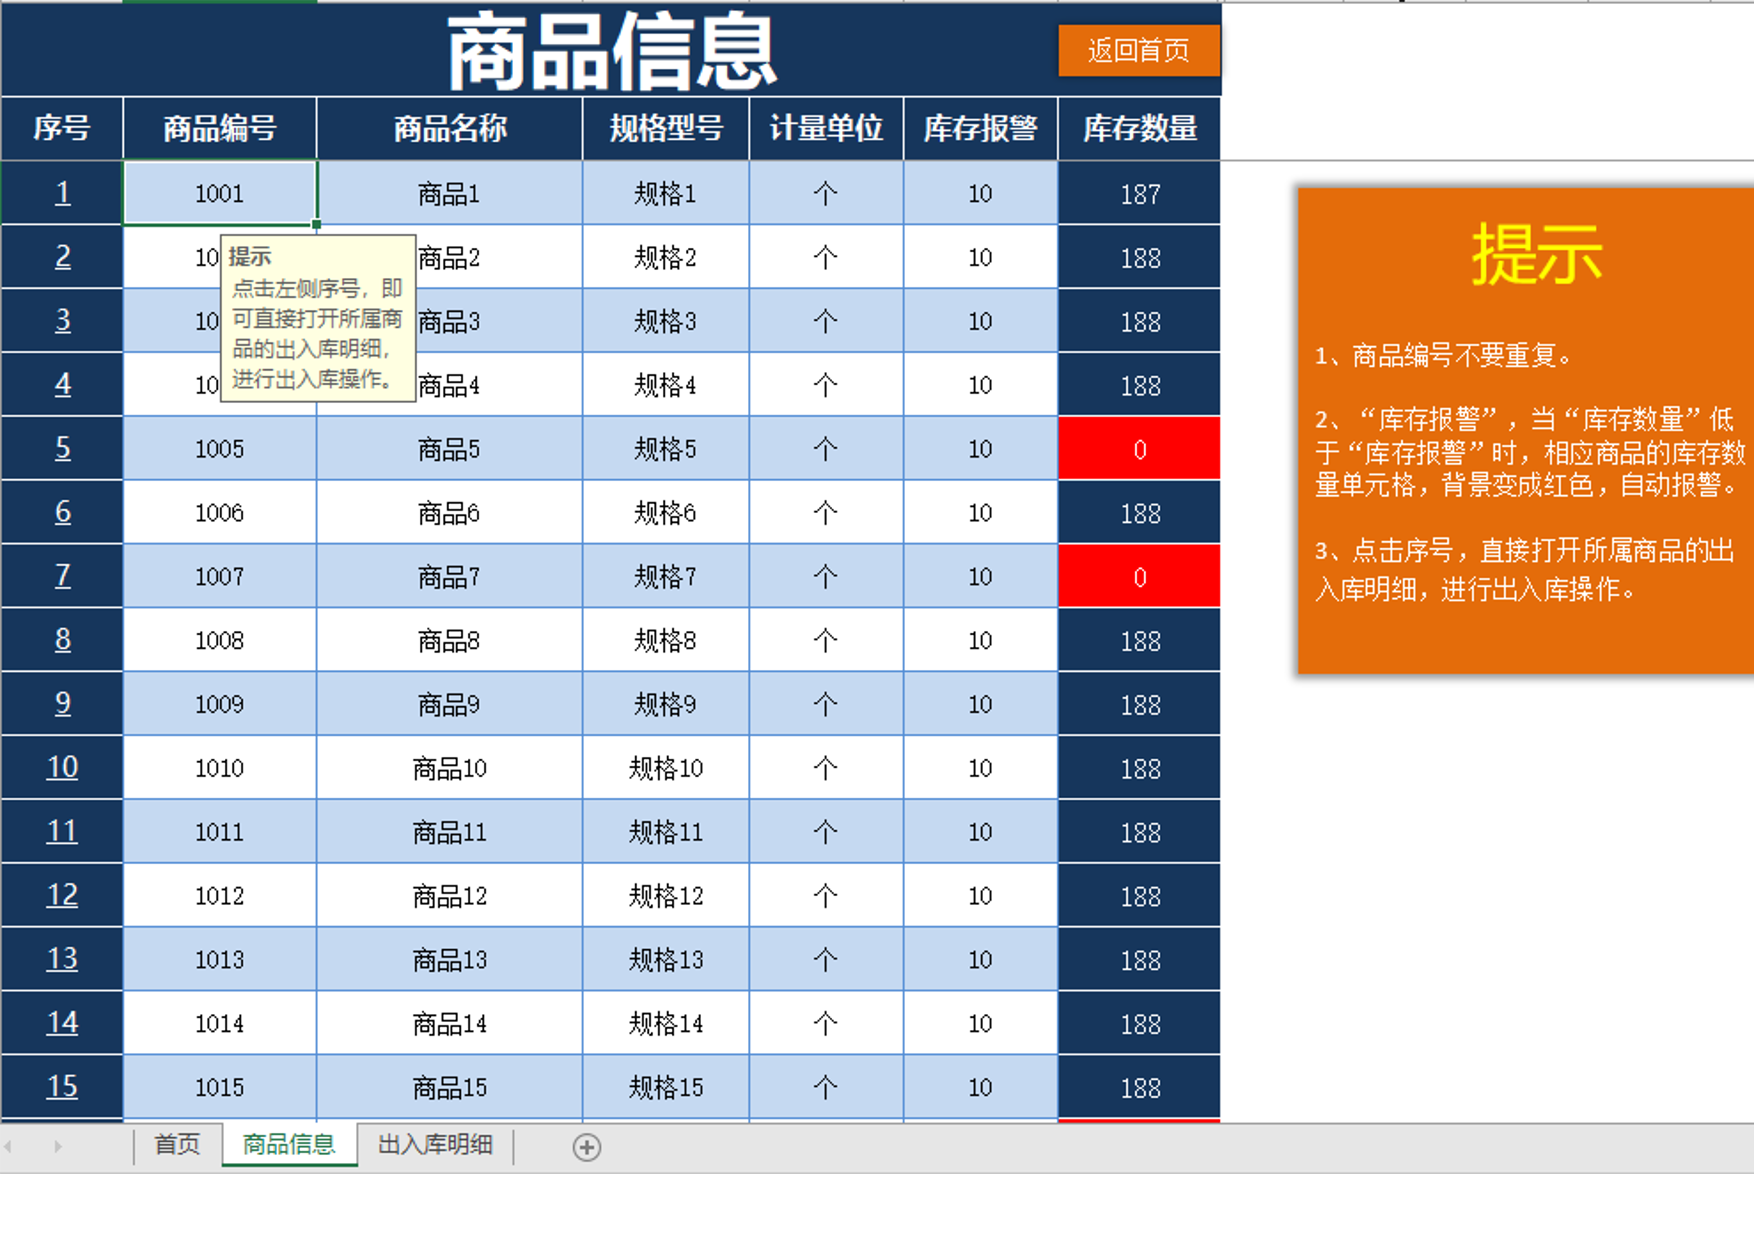 商品信息
返回首页
序号 商品编号 商品名称 规格型号 计量单位 库存报警 库存数量
1 1001 商品1 规格1 个 10 187
2 10 商品2 规格2 个 10 188
3 10 商品3 规格3 个 10 188
4 10 商品4 规格4 个 10 188
5 1005 商品5 规格5 个 10 0
6 1006 商品6 规格6 个 10 188
7 1007 商品7 规格7 个 10 0
8 1008 商品8 规格8 个 10 188
9 1009 商品9 规格9 个 10 188
10 1010 商品10 规格10 个 10 188
11 1011 商品11 规格11 个 10 188
12 1012 商品12 规格12 个 10 188
13 1013 商品13 规格13 个 10 188
14 1014 商品14 规格14 个 10 188
15 1015 商品15 规格15 个 10 188
提示
点击左侧序号，即
可直接打开所属商
品的出入库明细，
进行出入库操作。
提示
1、商品编号不要重复。
2、“库存报警”，当“库存数量”低
于“库存报警”时，相应商品的库存数
量单元格，背景变成红色，自动报警。
3、点击序号，直接打开所属商品的出
入库明细，进行出入库操作。
首页 商品信息 出入库明细